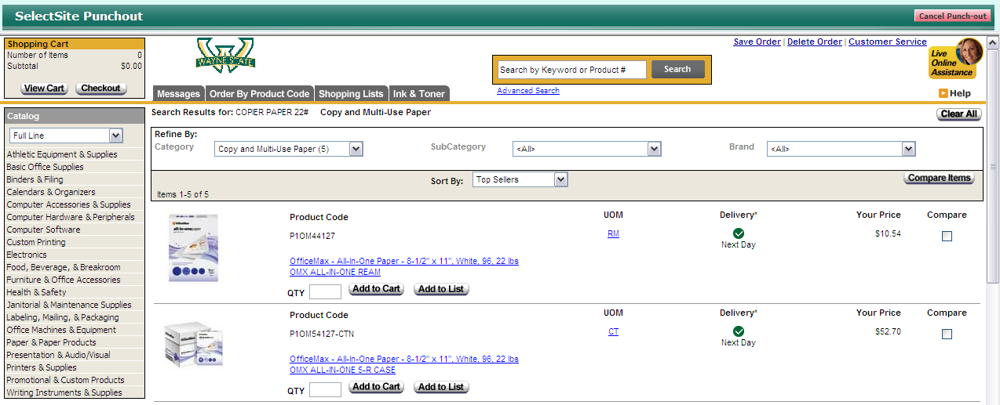 SelectSite Punchout
Cancel Punch-out
Shopping Cart
Number of Items 0
Subtotal $0.00
View Cart Checkout
WAYNE STATE
Save Order | Delete Order | Customer Service
Search by Keyword or Product # Search
Advanced Search
Live
Online
Assistance
Help
Messages Order By Product Code Shopping Lists Ink & Toner
Catalog
Full Line
Athletic Equipment & Supplies
Basic Office Supplies
Binders & Filing
Calendars & Organizers
Computer Accessories & Supplies
Computer Hardware & Peripherals
Computer Software
Custom Printing
Electronics
Food, Beverage, & Breakroom
Furniture & Office Accessories
Health & Safety
Janitorial & Maintenance Supplies
Labeling, Mailing, & Packaging
Office Machines & Equipment
Paper & Paper Products
Presentation & Audio/Visual
Printers & Supplies
Promotional & Custom Products
Writing Instruments & Supplies
Search Results for: COPIER PAPER 22# Copy and Multi-Use Paper
Clear All
Refine By:
Category Copy and Multi-Use Paper (5) SubCategory <All> Brand <All>
Sort By: Top Sellers Compare Items
Items 1-5 of 5
Product Code UOM Delivery* Your Price Compare
P1OM44127 RM $10.54
Next Day
OfficeMax - All-In-One Paper - 8-1/2" x 11", White, 96, 22 lbs
OMX ALL-IN-ONE REAM
QTY Add to Cart Add to List
OfficeMax
all-in-onepaper
Product Code UOM Delivery* Your Price Compare
P1OM54127-CTN CT $52.70
Next Day
OfficeMax - All-In-One Paper - 8-1/2" x 11", White, 96, 22 lbs
OMX ALL-IN-ONE 5-R CASE
QTY Add to Cart Add to List